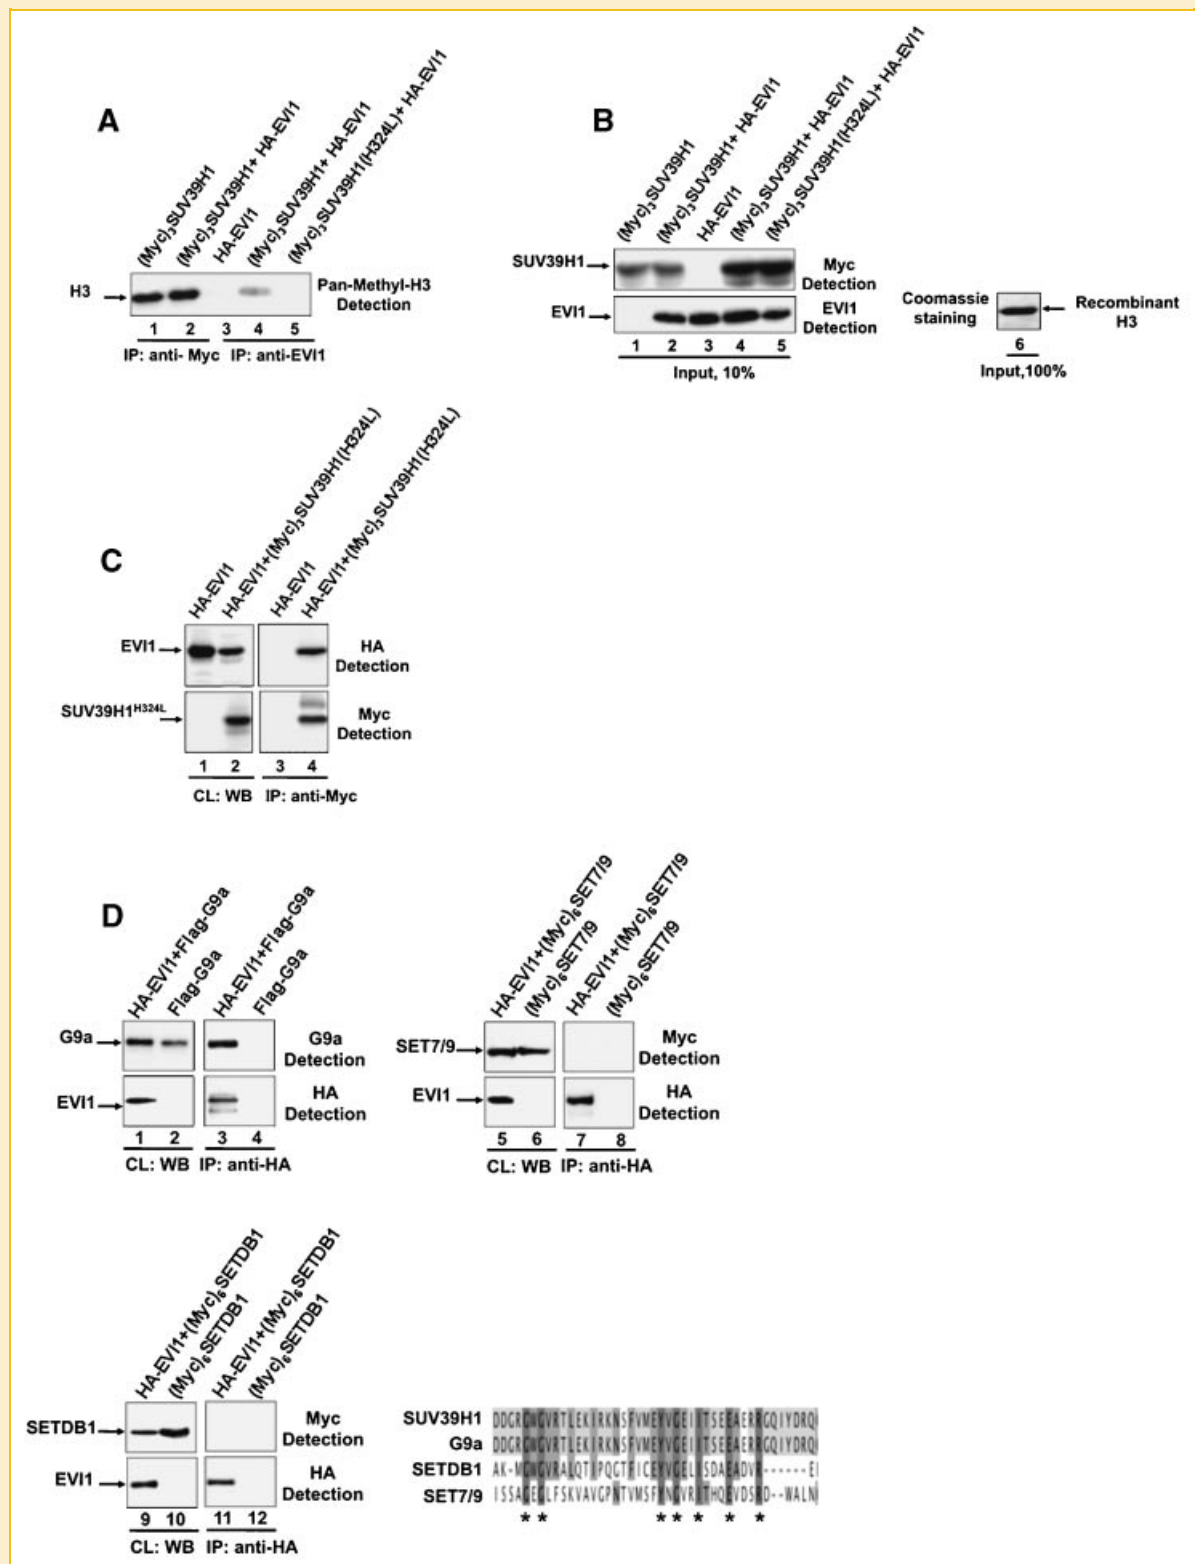 A
(Myc)3SUV39H1
(Myc)3SUV39H1+ HA-EVI1
HA-EVI1
(Myc)3SUV39H1+ HA-EVI1
(Myc)3SUV39H1(H324L)+ HA-EVI1
H3
Pan-Methyl-H3
Detection
1 2 3 4 5
IP: anti- Myc IP: anti-EVI1
B
(Myc)3SUV39H1
(Myc)3SUV39H1+ HA-EVI1
HA-EVI1
(Myc)3SUV39H1+ HA-EVI1
(Myc)3SUV39H1(H324L)+ HA-EVI1
SUV39H1
Myc
Detection
EVI1
EVI1
Detection
1 2 3 4 5
Input, 10%
Coomassie
staining
Recombinant
H3
6
Input,100%
C
HA-EVI1
HA-EVI1+(Myc)3SUV39H1(H324L)
HA-EVI1
HA-EVI1+(Myc)3SUV39H1(H324L)
EVI1
HA
Detection
SUV39H1H324L
Myc
Detection
1 2 3 4
CL: WB IP: anti-Myc
D
HA-EVI1+Flag-G9a
Flag-G9a
HA-EVI1+Flag-G9a
Flag-G9a
G9a
G9a
Detection
EVI1
HA
Detection
1 2 3 4
CL: WB IP: anti-HA
HA-EVI1+(Myc)6SET7/9
(Myc)6SET7/9
HA-EVI1+(Myc)6SET7/9
(Myc)6SET7/9
SET7/9
Myc
Detection
EVI1
HA
Detection
5 6 7 8
CL: WB IP: anti-HA
HA-EVI1+(Myc)6SETDB1
(Myc)6SETDB1
HA-EVI1+(Myc)6SETDB1
(Myc)6SETDB1
SETDB1
Myc
Detection
EVI1
HA
Detection
9 10 11 12
CL: WB IP: anti-HA
SUV39H1 DDGRGWGVRTLEKIRKNSFVMEYVGEIITSEEAERRGQIYDRQ
G9a DDGRGWGVRTLEKIRKNSFVMEYVGEIITSEEAERRGQIYDRQ
SETDB1 AK-MGWGVRALQTIPQGTFICEYVGELISDAEADVR------E
SET7/9 ISSAGEGLFSKVAVGPNTVMSFYNGVRITHQEVDSRD--WALN
* * * * * * *